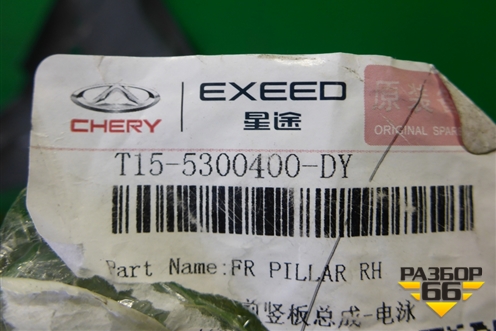 CHERY
EXEED
星途
ORIGINAL SPARE
T15-5300400-DY
Part Name:FR PILLAR RH
前竖板总成-电泳
РАЗБОР
66